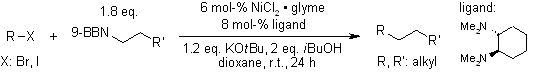 R-X + 9-BBN R'
X: Br, I
1.8 eq.
6 mol-% NiCl2 • glyme
8 mol-% ligand
1.2 eq. KOtBu, 2 eq. iBuOH
dioxane, r.t., 24 h
R R'
R, R': alkyl
ligand:
Me2N
Me2N